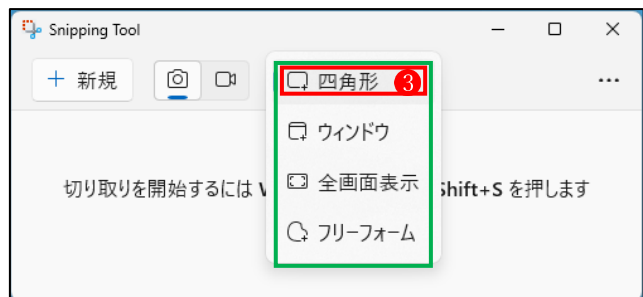 Snipping Tool
新規
四角形 3
ウィンドウ
全画面表示
フリーフォーム
切り取りを開始するには Shift+S を押します